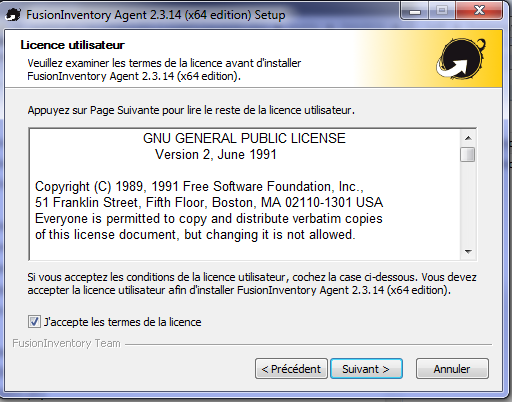 FusionInventory Agent 2.3.14 (x64 edition) Setup
Licence utilisateur
Veuillez examiner les termes de la licence avant d'installer
FusionInventory Agent 2.3.14 (x64 edition).
Appuyez sur Page Suivante pour lire le reste de la licence utilisateur.
GNU GENERAL PUBLIC LICENSE
Version 2, June 1991
Copyright (C) 1989, 1991 Free Software Foundation, Inc.,
51 Franklin Street, Fifth Floor, Boston, MA 02110-1301 USA
Everyone is permitted to copy and distribute verbatim copies
of this license document, but changing it is not allowed.
Si vous acceptez les conditions de la licence utilisateur, cochez la case ci-dessous. Vous devez
accepter la licence utilisateur afin d'installer FusionInventory Agent 2.3.14 (x64 edition).
J'accepte les termes de la licence
FusionInventory Team
< Précédent Suivant > Annuler